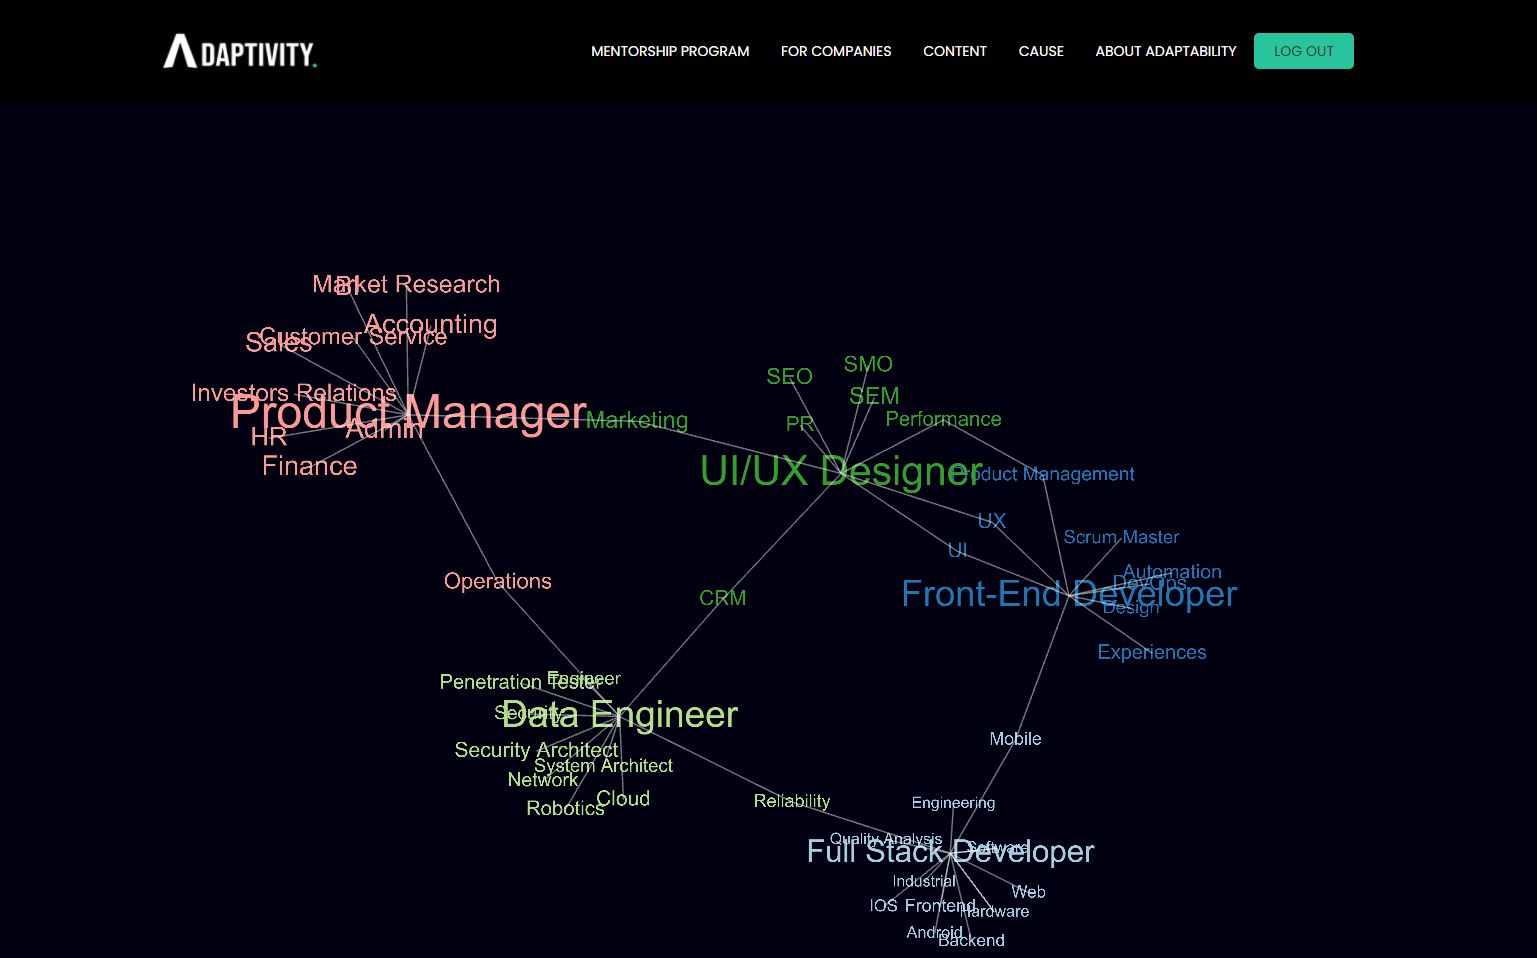 ADAPTIVITY.
MENTORSHIP PROGRAM
FOR COMPANIES
CONTENT
CAUSE
ABOUT ADAPTABILITY
LOG OUT
Market Research
BI
Accounting
Customer Service
Sales
Investors Relations
Product Manager
HR
Admin
Finance
Marketing
SEO
SMO
SEM
PR
Performance
UI/UX Designer
Product Management
UX
UI
Scrum Master
Automation
DevOps
Front-End Developer
Design
Experiences
Operations
CRM
Penetration Tester
Engineer
Security
Data Engineer
Security Architect
System Architect
Network
Cloud
Robotics
Mobile
Reliability
Engineering
Quality Analysis
Software
Full Stack Developer
Industrial
Web
IOS
Frontend
Hardware
Android
Backend